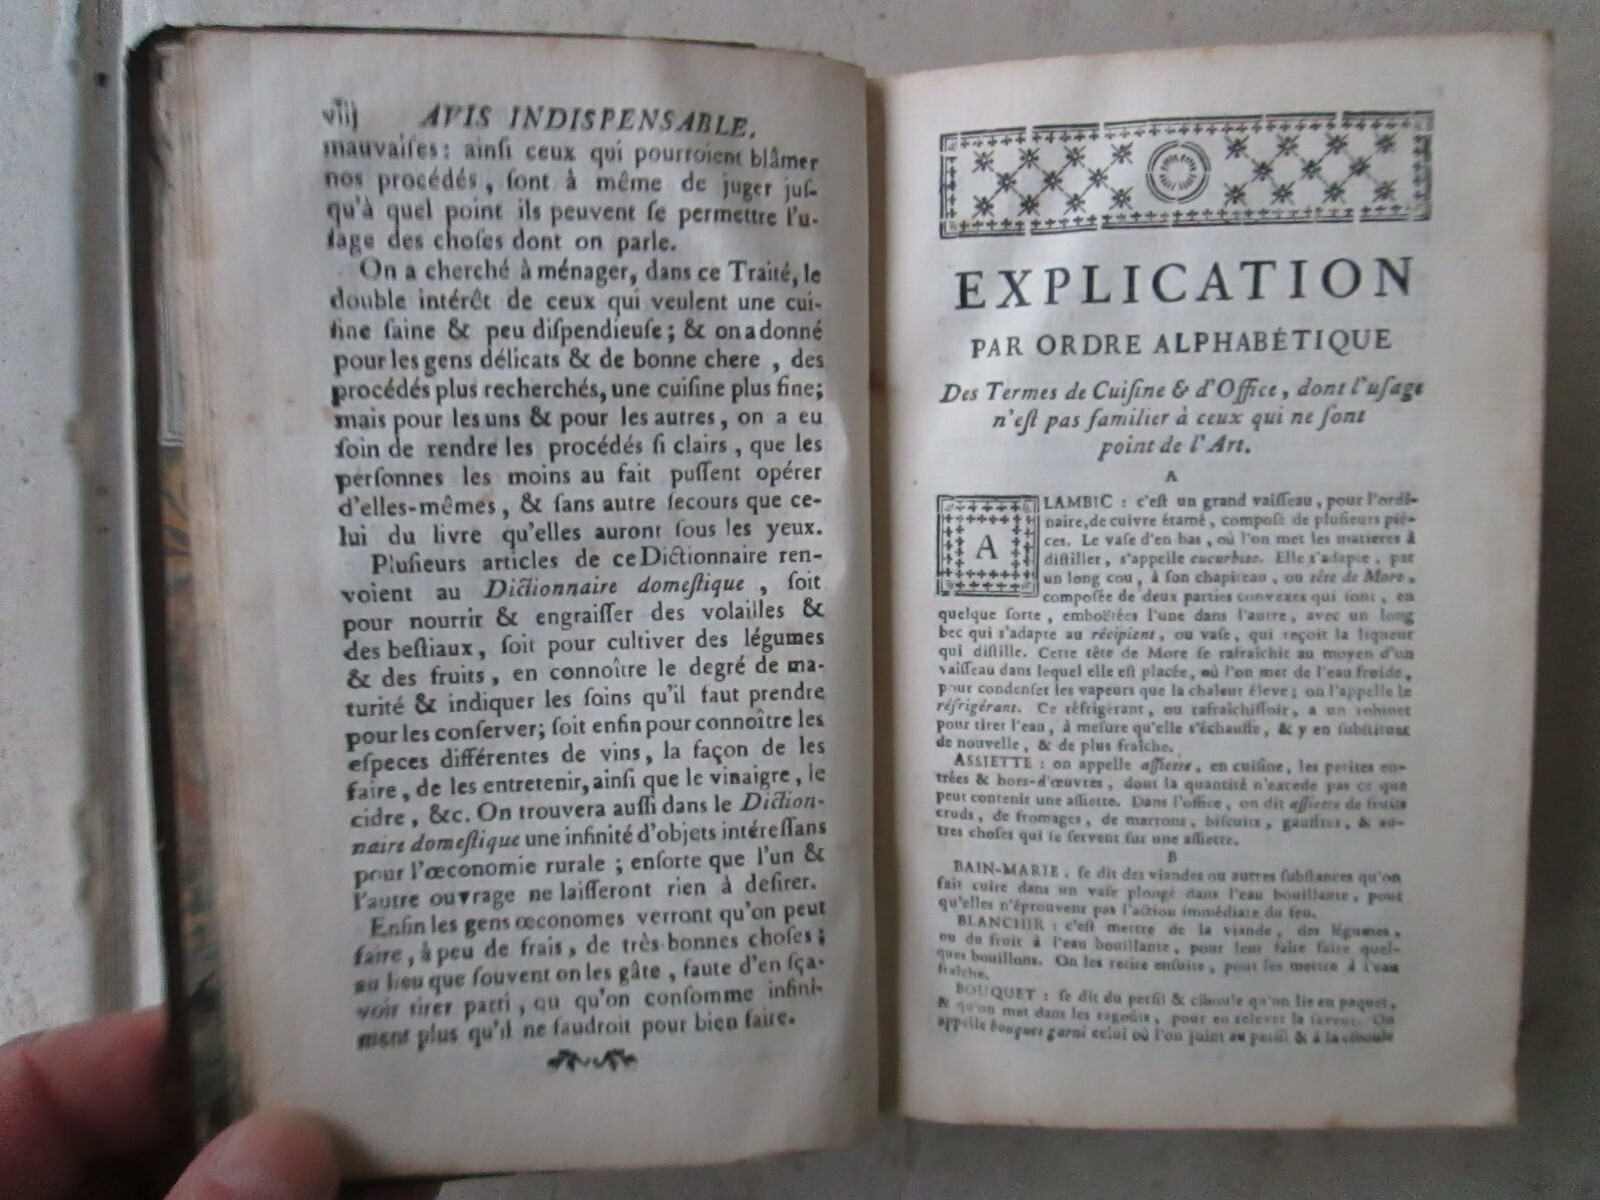 viij AVIS INDISPENSABLE.
mauvaiſes : ainſi ceux qui pourroient blâmer
nos procédés, ſont à même de juger juſ-
qu'à quel point ils peuvent ſe permettre l'u-
ſage des choſes dont on parle.
On a cherché à ménager, dans ce Traité, le
double intérêt de ceux qui veulent une cui-
ſine ſaine & peu diſpendieuſe ; & on a donné
pour les gens délicats & de bonne chere, des
procédés plus recherchés, une cuiſine plus fine ;
mais pour les uns & pour les autres, on a eu
ſoin de rendre les procédés ſi clairs, que les
perſonnes les moins au fait puſſent opérer
d'elles-mêmes, & ſans autre ſecours que ce-
lui du livre qu'elles auront ſous les yeux.
Pluſieurs articles de ce Dictionnaire ren-
voient au Dictionnaire domeſtique, ſoit
pour nourrir & engraiſſer des volailles &
des beſtiaux, ſoit pour cultiver des légumes
& des fruits, en connoître le degré de ma-
turité & indiquer les ſoins qu'il faut prendre
pour les conſerver ; ſoit enfin pour connoître les
eſpeces différentes de vins, la façon de les
faire, de les entretenir, ainſi que le vinaigre, le
cidre, &c. On trouvera auſſi dans le Diction-
naire domeſtique une infinité d'objets intéreſſans
pour l'œconomie rurale ; enſorte que l'un &
l'autre ouvrage ne laiſſeront rien à deſirer.
Enfin les gens œconomes verront qu'on peut
faire, à peu de frais, de très-bonnes choſes ;
au lieu que ſouvent on les gâte, faute d'en ſça-
voir tirer parti, ou qu'on conſomme infini-
ment plus qu'il ne faudroit pour bien faire.
EXPLICATION
PAR ORDRE ALPHABÉTIQUE
Des Termes de Cuiſine & d'Office, dont l'uſage
n'eſt pas familier à ceux qui ne ſont
point de l'Art.
A
ALAMBIC : c'eſt un grand vaiſſeau, pour l'ordi-
naire, de cuivre étamé, compoſé de pluſieurs pié-
ces. Le vaſe d'en bas, où l'on met les matieres à
diſtiller, s'appelle cucurbite. Elle s'adapte, par
un long cou, à ſon chapiteau, ou tête de More,
compoſée de deux parties convexes qui ſont, en
quelque ſorte, emboëtées l'une dans l'autre, avec un long
bec qui s'adapte au récipient, ou vaſe, qui reçoit la liqueur
qui diſtille. Cette tête de More ſe rafraîchit au moyen d'un
vaiſſeau dans lequel elle eſt placée, où l'on met de l'eau froide,
pour condenſer les vapeurs que la chaleur éleve ; on l'appelle le
réfrigérant. Ce réfrigérant, ou rafraîchiſſoir, a un robinet
pour tirer l'eau, à meſure qu'elle s'échauffe, & y en ſubſtituer
de nouvelle, & de plus fraîche.
ASSIETTE : on appelle aſſiette, en cuiſine, les petites en-
trées & hors-d'œuvres, dont la quantité n'excede pas ce que
peut contenir une aſſiette. Dans l'office, on dit aſſiette de fruits
cruds, de fromages, de marrons, biſcuits, gauffres, & au-
tres choſes qui ſe ſervent ſur une aſſiette.
B
BAIN-MARIE, ſe dit des viandes ou autres ſubſtances qu'on
fait cuire dans un vaſe plongé dans l'eau bouillante, pour
qu'elles n'éprouvent pas l'action immédiate du feu.
BLANCHIR : c'eſt mettre de la viande, des légumes,
ou du fruit à l'eau bouillante, pour leur faire faire quel-
ques bouillons. On les retire enſuite, pour les mettre à l'eau
fraîche.
BOUQUET : ſe dit du perſil & ciboule qu'on lie en paquet,
& qu'on met dans les ragoûts, pour en relever la ſaveur. On
appelle bouquet garni celui où l'on joint au perſil & à la ciboule